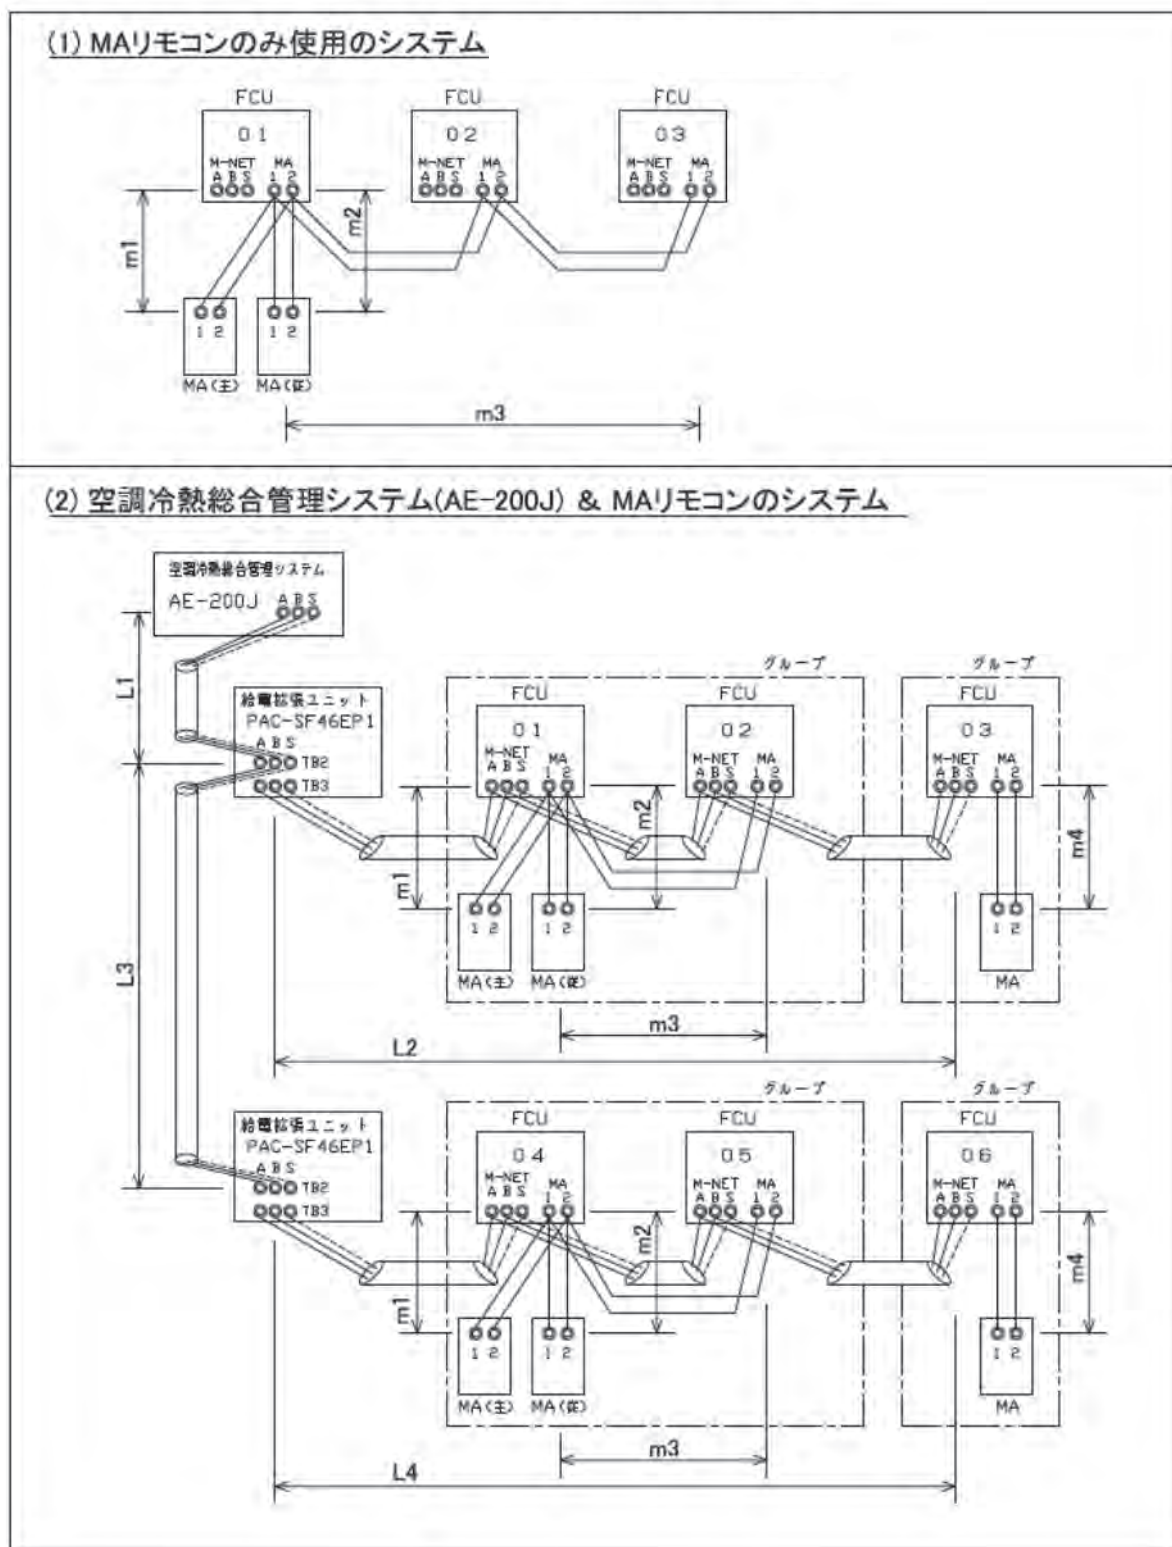 (1) MAリモコンのみ使用のシステム
FCU FCU FCU
01 02 03
M-NET MA M-NET MA M-NET MA
A B S 1 2 A B S 1 2 A B S 1 2
m1 m2
1 2 1 2
MA(主) MA(従)
m3
(2) 空調冷熱総合管理システム(AE-200J) & MAリモコンのシステム
空調冷熱総合管理システム
AE-200J A B S
L1
グループ グループ
給電拡張ユニット FCU FCU FCU
PAC-SF46EP1 01 02 03
A B S M-NET MA M-NET MA M-NET MA
TB2 A B S 1 2 A B S 1 2 A B S 1 2
TB3
m1 m2 m4
1 2 1 2 1 2
MA(主) MA(従) MA
L3
m3
L2
グループ グループ
給電拡張ユニット FCU FCU FCU
PAC-SF46EP1 04 05 06
A B S M-NET MA M-NET MA M-NET MA
TB2 A B S 1 2 A B S 1 2 A B S 1 2
TB3
m1 m2 m4
1 2 1 2 1 2
MA(主) MA(従) MA
m3
L4